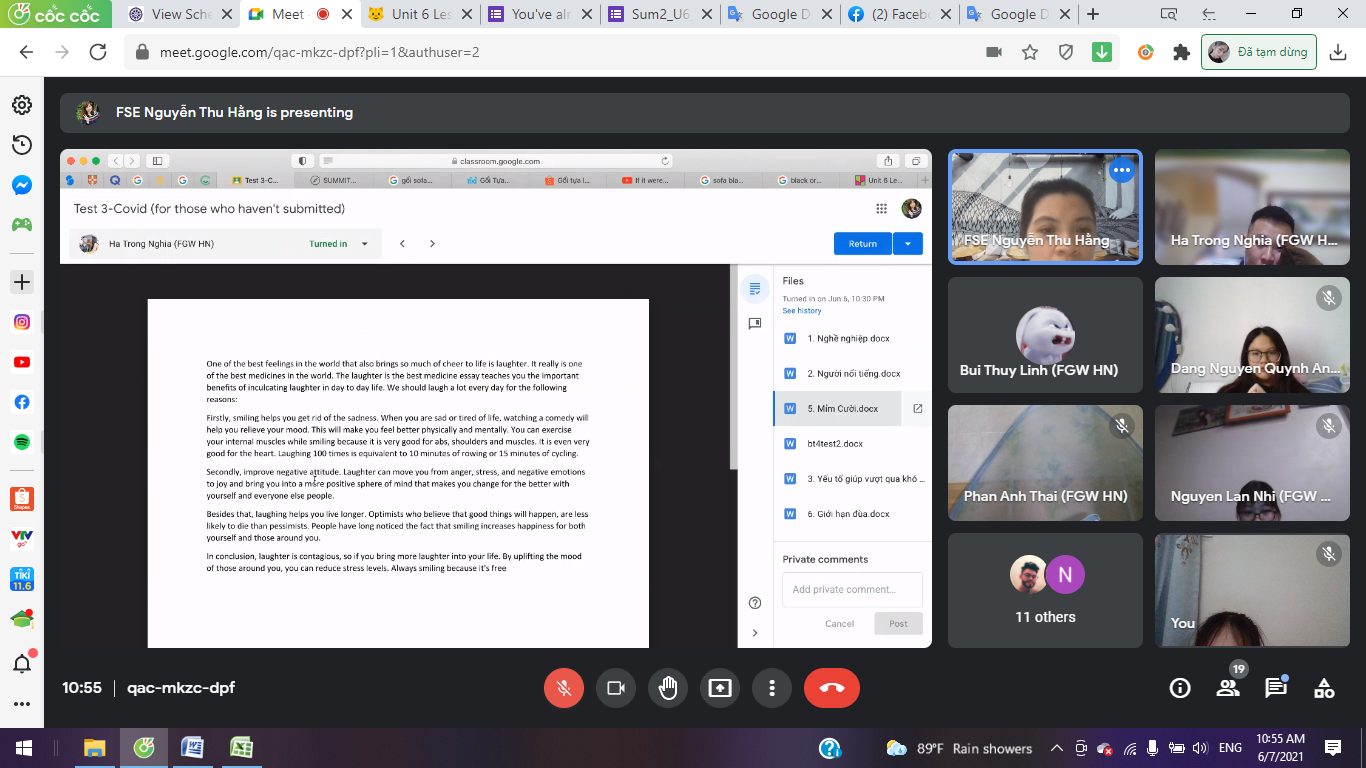 cốc cốc
View Sche
Meet -
Unit 6 Les
You've alr
Sum2_U6_
Google D
(2) Facebo
Google D
meet.google.com/qac-mkzc-dpf?pli=1&authuser=2
Đã tạm dừng
FSE Nguyễn Thu Hằng is presenting
classroom.google.com
Test 3-C...
SUMMIT...
gối sofa...
Gối Tựa...
Gối tựa l...
If it were...
sofa bla...
black or...
Unit 6 Le...
Test 3-Covid (for those who haven't submitted)
Ha Trong Nghia (FGW HN)
Turned in
Return
One of the best feelings in the world that also brings so much of cheer to life is laughter. It really is one
of the best medicines in the world. The laughter is the best medicine essay teaches you the important
benefits of inculcating laughter in day to day life. We should laugh a lot every day for the following
reasons:
Firstly, smiling helps you get rid of the sadness. When you are sad or tired of life, watching a comedy will
help you relieve your mood. This will make you feel better physically and mentally. You can exercise
your internal muscles while smiling because it is very good for abs, shoulders and muscles. It is even very
good for the heart. Laughing 100 times is equivalent to 10 minutes of rowing or 15 minutes of cycling.
Secondly, improve negative attitude. Laughter can move you from anger, stress, and negative emotions
to joy and bring you into a more positive sphere of mind that makes you change for the better with
yourself and everyone else people.
Besides that, laughing helps you live longer. Optimists who believe that good things will happen, are less
likely to die than pessimists. People have long noticed the fact that smiling increases happiness for both
yourself and those around you.
In conclusion, laughter is contagious, so if you bring more laughter into your life. By uplifting the mood
of those around you, you can reduce stress levels. Always smiling because it's free
Files
Turned in on Jun 6, 10:30 PM
See history
1. Nghề nghiệp.docx
2. Người nổi tiếng.docx
5. Mỉm Cười.docx
bt4test2.docx
3. Yếu tố giúp vượt qua khó ...
6. Giới hạn đùa.docx
Private comments
Add private comment...
Cancel
Post
FSE Nguyễn Thu Hằng
Ha Trong Nghia (FGW H...
Bui Thuy Linh (FGW HN)
Dang Nguyen Quynh An...
Phan Anh Thai (FGW HN)
Nguyen Lan Nhi (FGW ...
N
11 others
You
Shopee
VTV
go
TIKI
11.6
10:55
qac-mkzc-dpf
19
89°F Rain showers
ENG
10:55 AM
6/7/2021